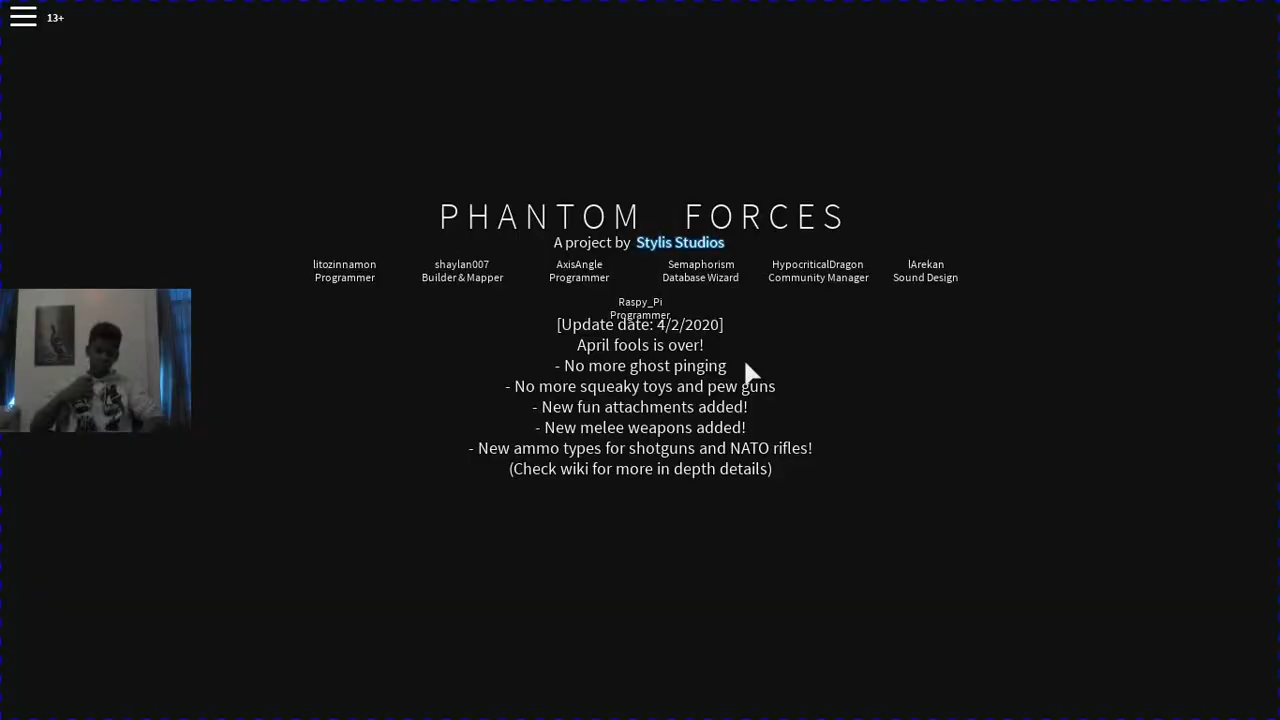 13+
PHANTOM FORCES
A project by Stylis Studios
litozinnamon shaylan007 AxisAngle Semaphorism HypocriticalDragon lArekan
Programmer Builder & Mapper Programmer Database Wizard Community Manager Sound Design
Raspy_Pi
Programmer
[Update date: 4/2/2020]
April fools is over!
- No more ghost pinging
- No more squeaky toys and pew guns
- New fun attachments added!
- New melee weapons added!
- New ammo types for shotguns and NATO rifles!
(Check wiki for more in depth details)